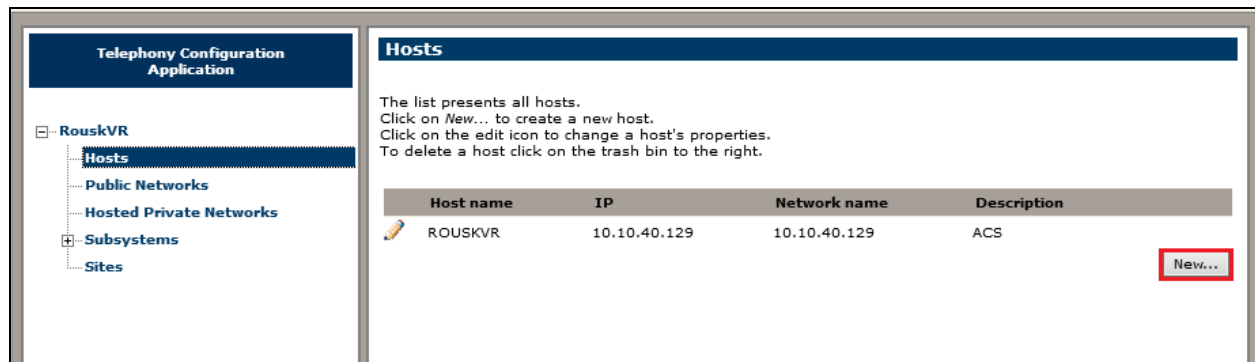 Telephony Configuration
Application
RouskVR
Hosts
Public Networks
Hosted Private Networks
Subsystems
Sites
Hosts
The list presents all hosts.
Click on New... to create a new host.
Click on the edit icon to change a host's properties.
To delete a host click on the trash bin to the right.
Host name IP Network name Description
ROUSKVR 10.10.40.129 10.10.40.129 ACS
New...